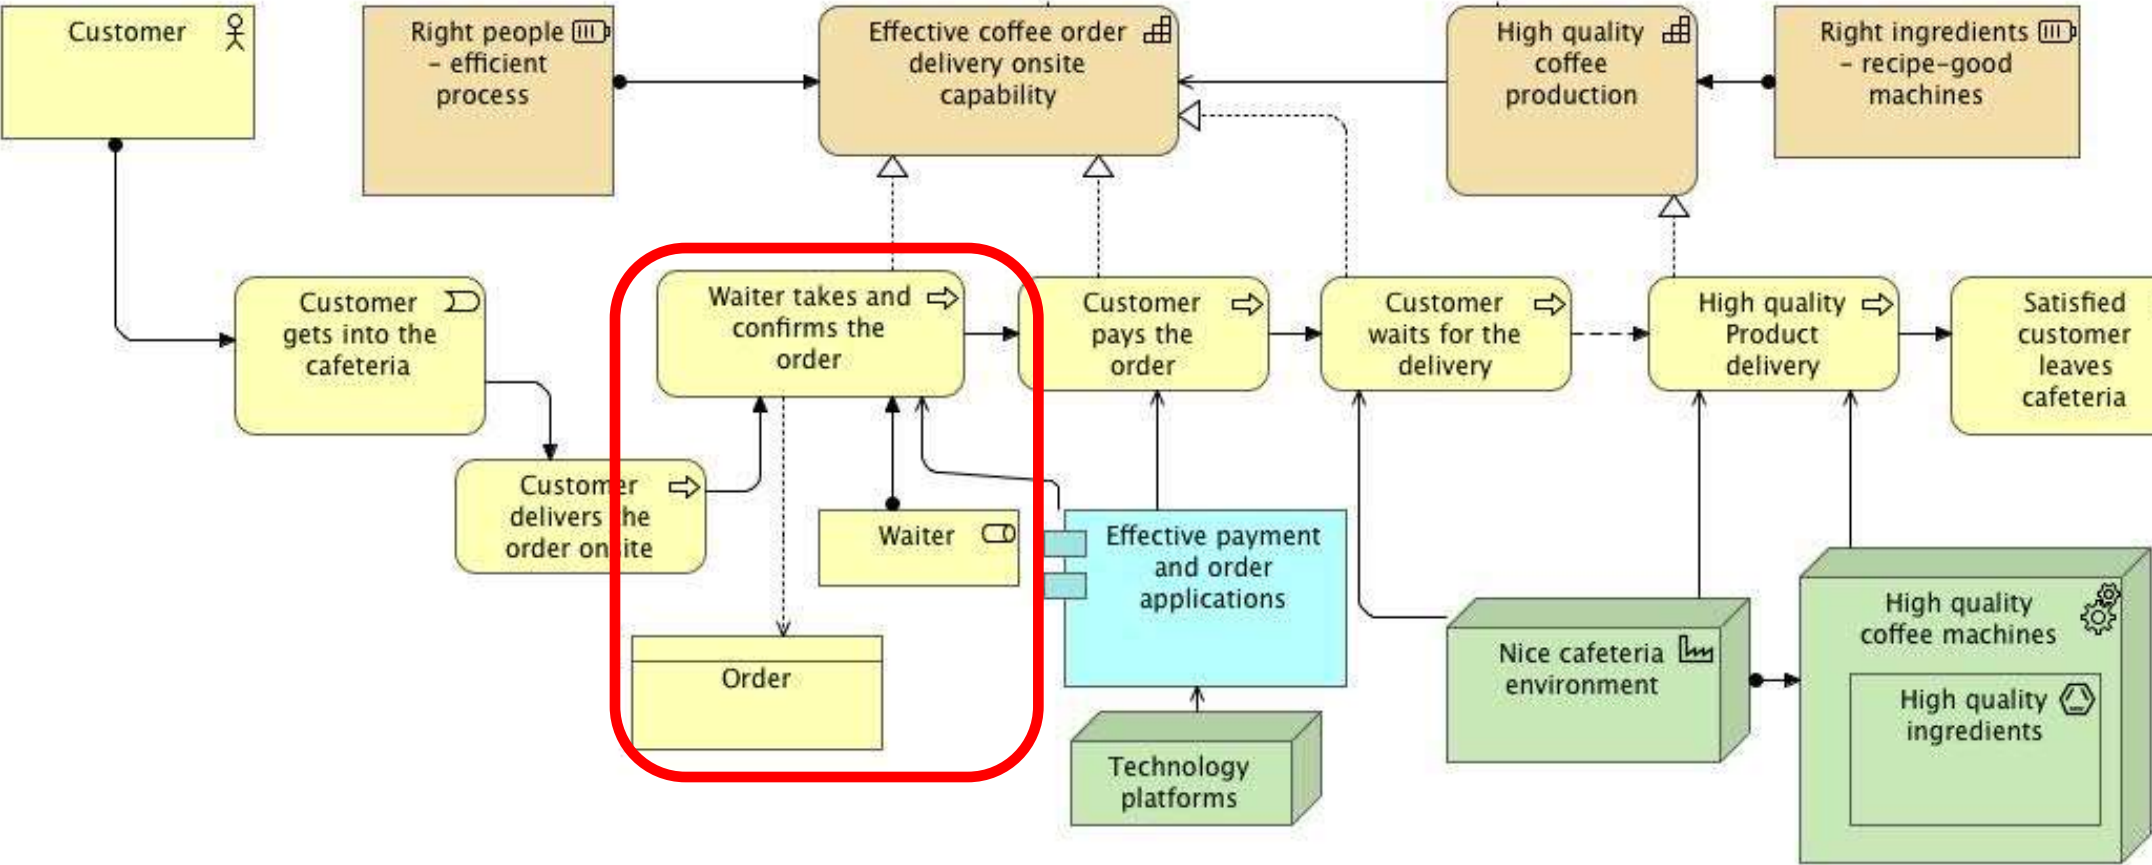 Customer
Right people
- efficient
process
Effective coffee order
delivery onsite
capability
High quality
coffee
production
Right ingredients
- recipe-good
machines
Customer
gets into the
cafeteria
Waiter takes and
confirms the
order
Customer
pays the
order
Customer
waits for the
delivery
High quality
Product
delivery
Satisfied
customer
leaves
cafeteria
Customer
delivers the
order onsite
Waiter
Effective payment
and order
applications
Order
Nice cafeteria
environment
High quality
coffee machines
High quality
ingredients
Technology
platforms